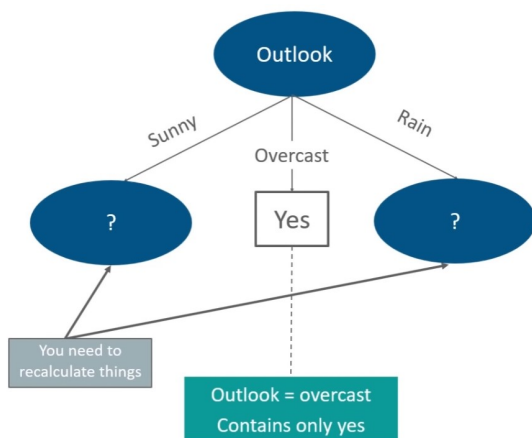 Outlook
Sunny
Overcast
Rain
?
Yes
?
You need to
recalculate things
Outlook = overcast
Contains only yes